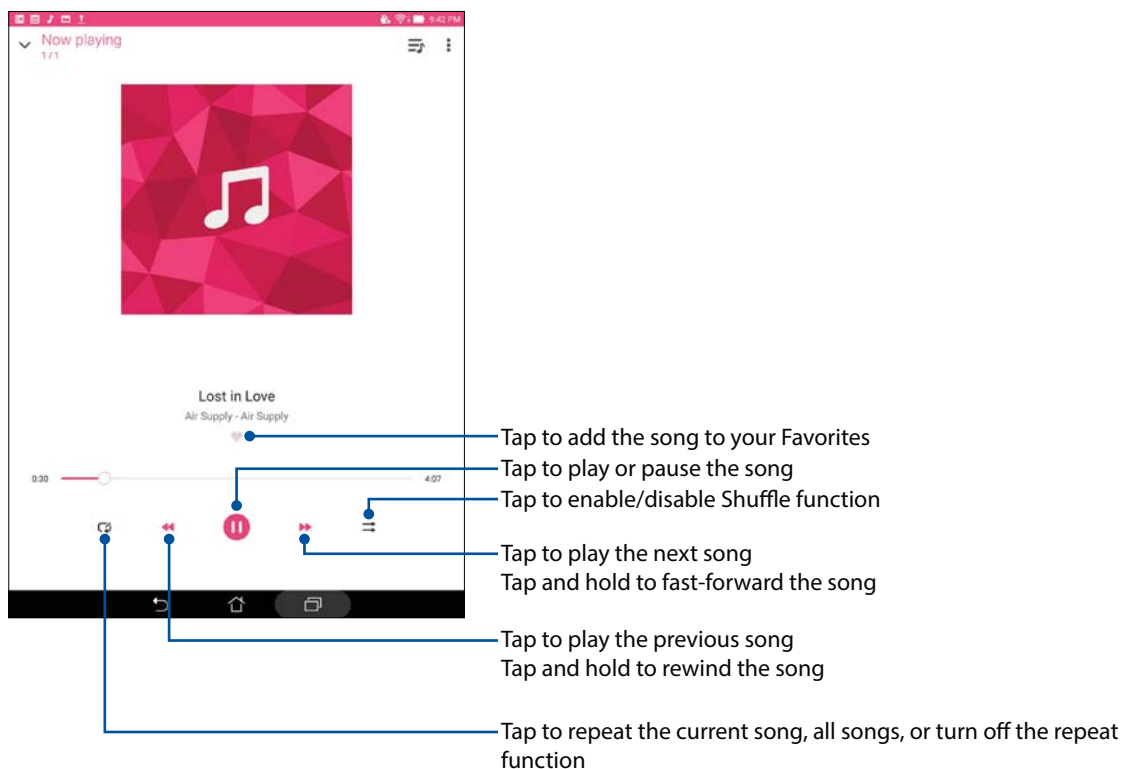 9:42 PM
Now playing
1/1
Lost in Love
Air Supply - Air Supply
0:30
4:07
Tap to add the song to your Favorites
Tap to play or pause the song
Tap to enable/disable Shuffle function
Tap to play the next song
Tap and hold to fast-forward the song
Tap to play the previous song
Tap and hold to rewind the song
Tap to repeat the current song, all songs, or turn off the repeat
function